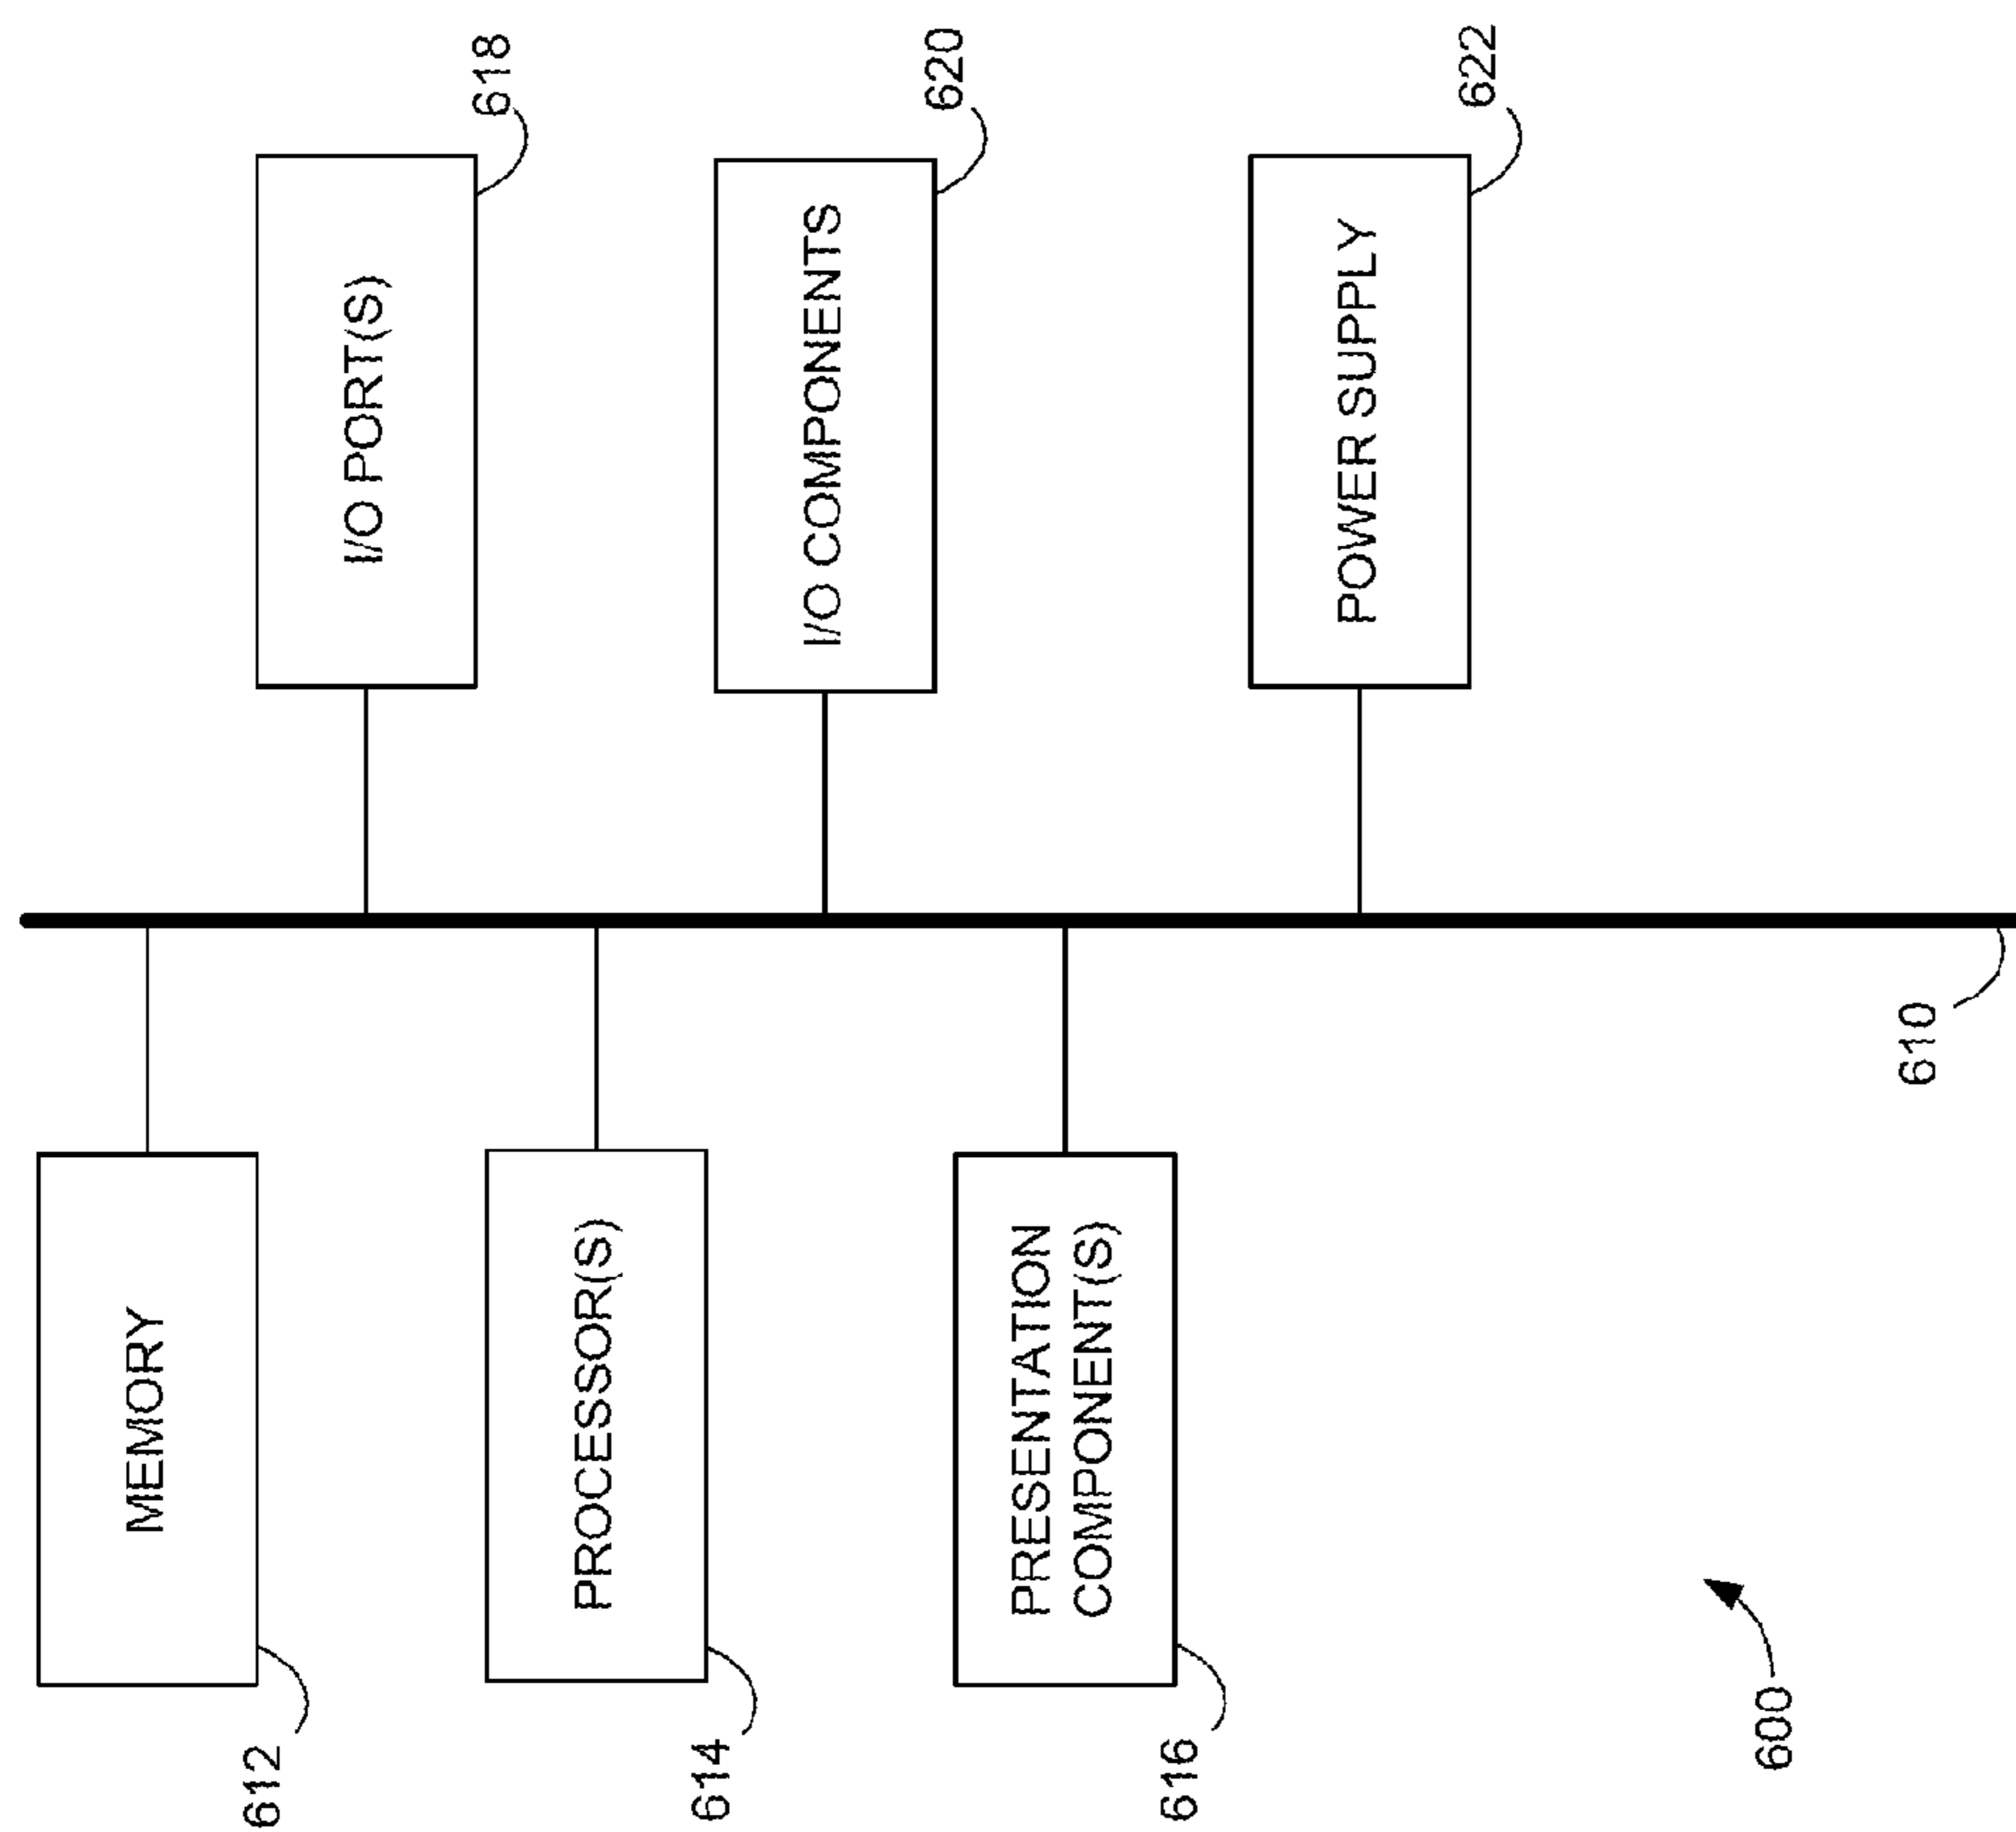 MEMORY
612
PROCESSOR(S)
614
PRESENTATION
COMPONENT(S)
616
I/O PORT(S)
618
I/O COMPONENTS
620
POWER SUPPLY
622
610
600